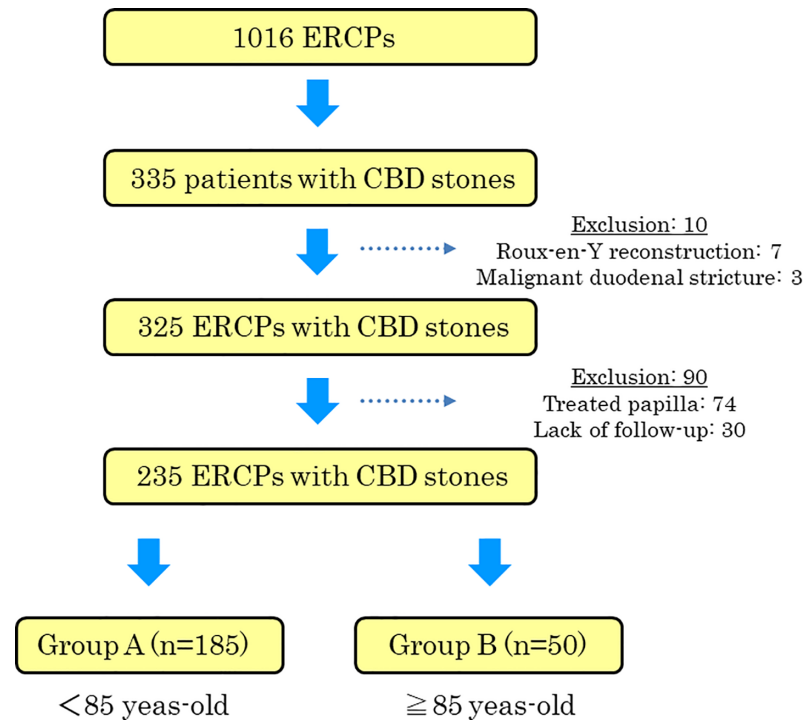 1016 ERCPs
335 patients with CBD stones
Exclusion: 10
Roux-en-Y reconstruction: 7
Malignant duodenal stricture: 3
325 ERCPs with CBD stones
Exclusion: 90
Treated papilla: 74
Lack of follow-up: 30
235 ERCPs with CBD stones
Group A (n=185)
Group B (n=50)
<85 yeas-old
≧85 yeas-old